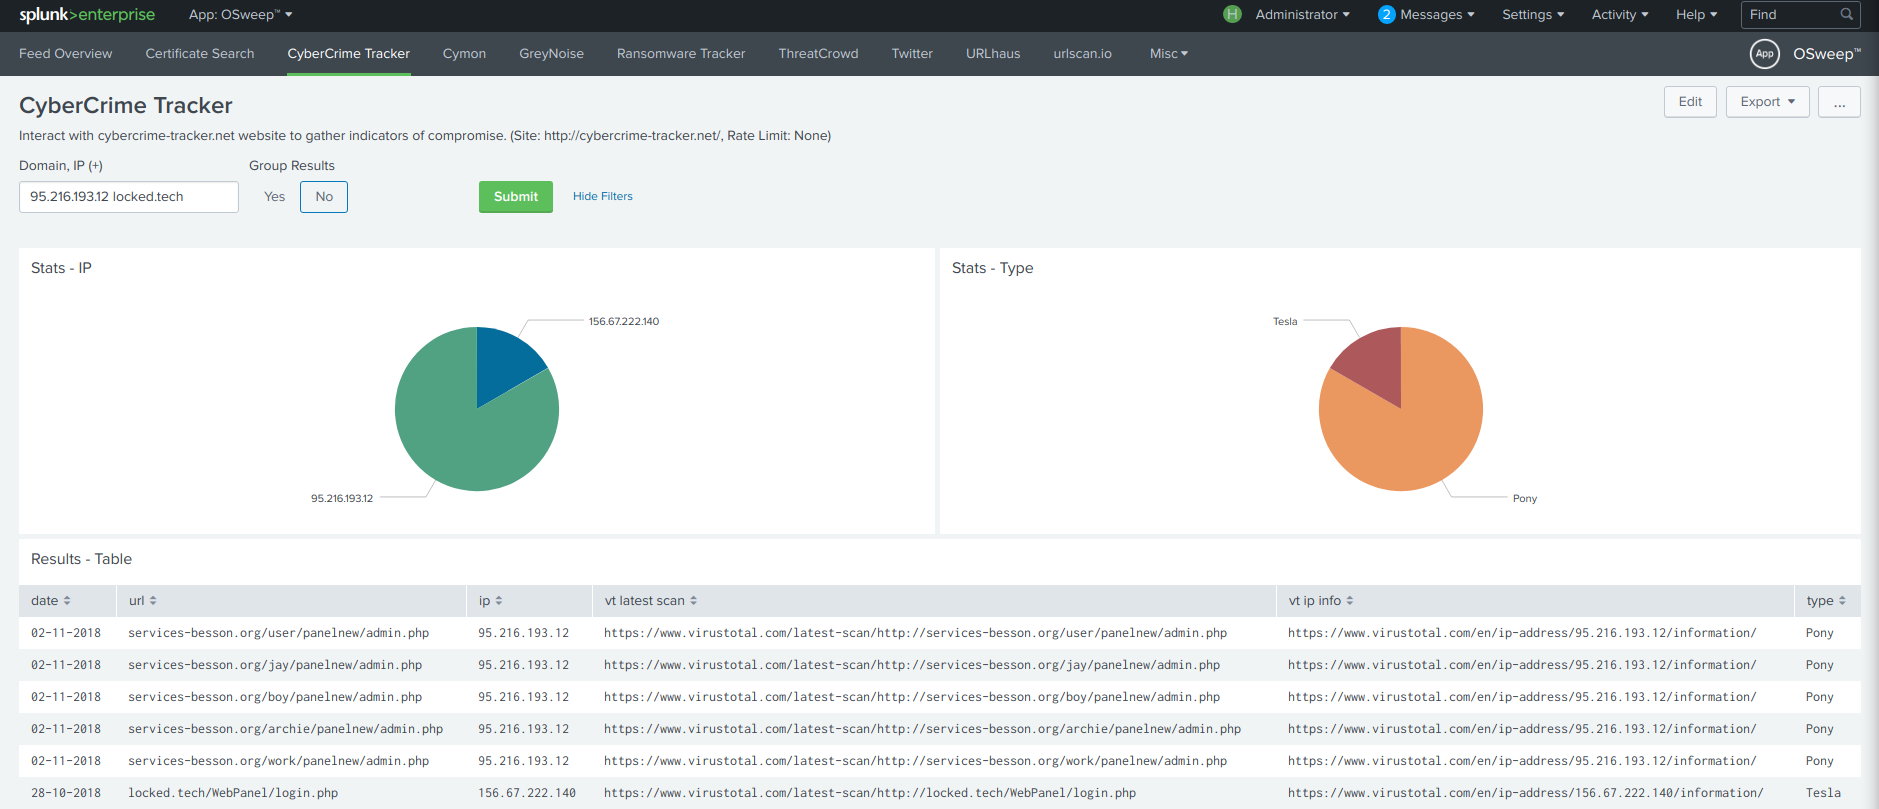 splunk>enterprise App: OSweep™ H Administrator 2 Messages Settings Activity Help Find
Feed Overview Certificate Search CyberCrime Tracker Cymon GreyNoise Ransomware Tracker ThreatCrowd Twitter URLhaus urlscan.io Misc App OSweep™
CyberCrime Tracker Edit Export ...
Interact with cybercrime-tracker.net website to gather indicators of compromise. (Site: http://cybercrime-tracker.net/, Rate Limit: None)
Domain, IP (+) Group Results
95.216.193.12 locked.tech Yes No Submit Hide Filters
Stats - IP Stats - Type
156.67.222.140 Tesla
95.216.193.12 Pony
Results - Table
date url ip vt latest scan vt ip info type
02-11-2018 services-besson.org/user/panelnew/admin.php 95.216.193.12 https://www.virustotal.com/latest-scan/http://services-besson.org/user/panelnew/admin.php https://www.virustotal.com/en/ip-address/95.216.193.12/information/ Pony
02-11-2018 services-besson.org/jay/panelnew/admin.php 95.216.193.12 https://www.virustotal.com/latest-scan/http://services-besson.org/jay/panelnew/admin.php https://www.virustotal.com/en/ip-address/95.216.193.12/information/ Pony
02-11-2018 services-besson.org/boy/panelnew/admin.php 95.216.193.12 https://www.virustotal.com/latest-scan/http://services-besson.org/boy/panelnew/admin.php https://www.virustotal.com/en/ip-address/95.216.193.12/information/ Pony
02-11-2018 services-besson.org/archie/panelnew/admin.php 95.216.193.12 https://www.virustotal.com/latest-scan/http://services-besson.org/archie/panelnew/admin.php https://www.virustotal.com/en/ip-address/95.216.193.12/information/ Pony
02-11-2018 services-besson.org/work/panelnew/admin.php 95.216.193.12 https://www.virustotal.com/latest-scan/http://services-besson.org/work/panelnew/admin.php https://www.virustotal.com/en/ip-address/95.216.193.12/information/ Pony
28-10-2018 locked.tech/WebPanel/login.php 156.67.222.140 https://www.virustotal.com/latest-scan/http://locked.tech/WebPanel/login.php https://www.virustotal.com/en/ip-address/156.67.222.140/information/ Tesla